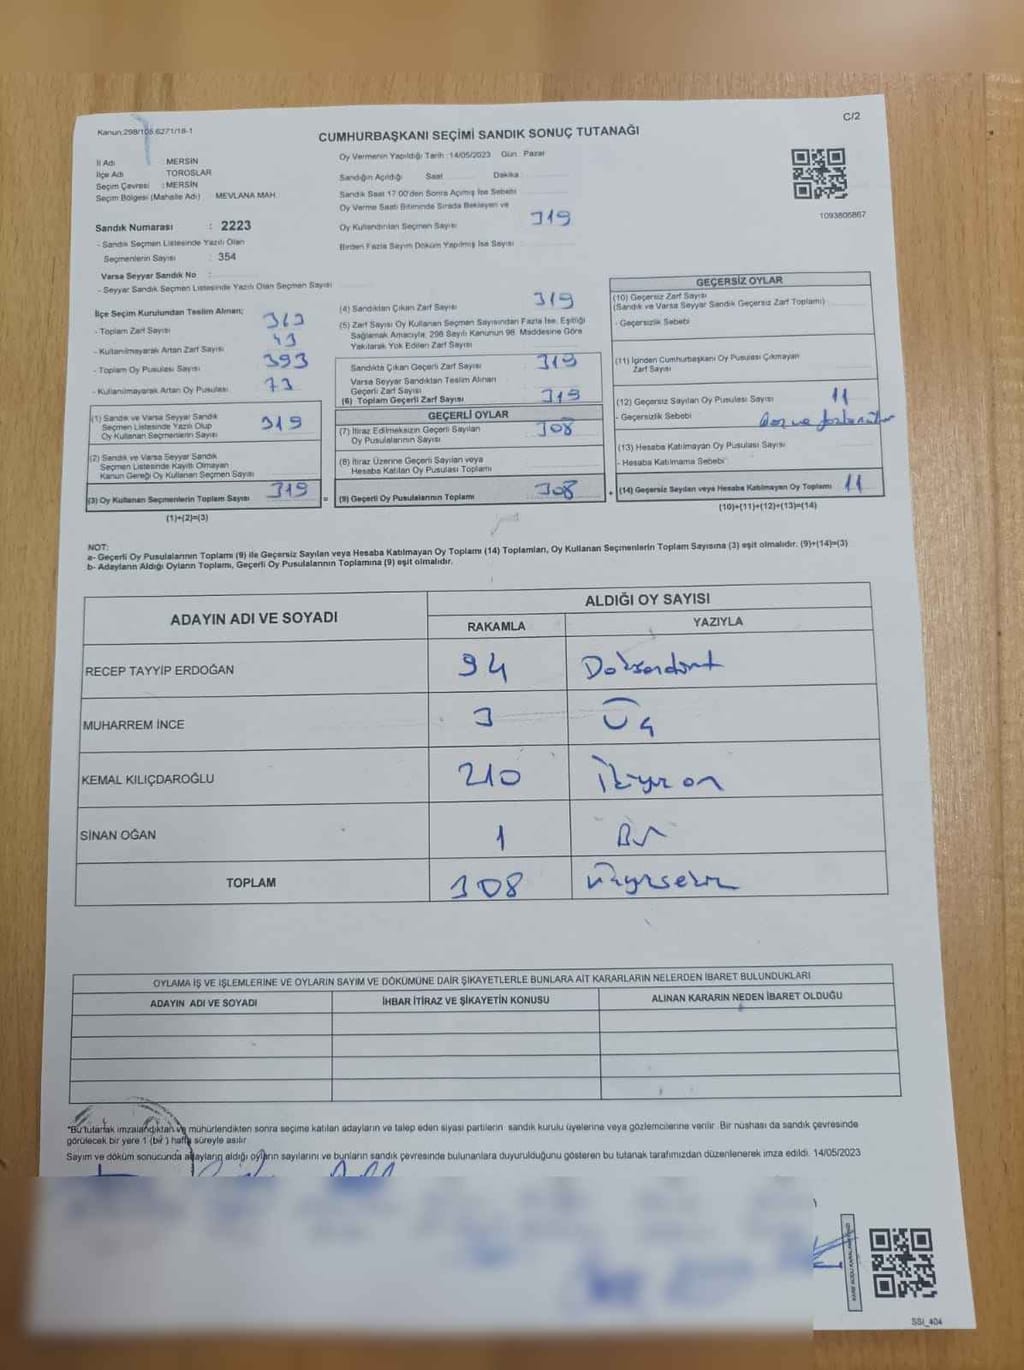 Kanun:298/105.6271/18-1
C/2
CUMHURBAŞKANI SEÇİMİ SANDIK SONUÇ TUTANAĞI
İl Adı MERSİN
İlçe Adı TOROSLAR
Seçim Çevresi : MERSİN
Seçim Bölgesi (Mahalle Adı) MEVLANA MAH.
Sandık Numarası : 2223
- Sandık Seçmen Listesinde Yazılı Olan
Seçmenlerin Sayısı : 354
Varsa Seyyar Sandık No :
- Seyyar Sandık Seçmen Listesinde Yazılı Olan Seçmen Sayısı
Oy Vermenin Yapıldığı Tarih :14/05/2023 Gün: Pazar
Sandığın Açıldığı Saat Dakika
Sandık Saat 17:00'den Sonra Açılmış İse Sebebi
Oy Verme Saati Bitiminde Sırada Bekleyen ve
Oy Kullandırılan Seçmen Sayısı 319
Birden Fazla Sayım Döküm Yapılmış İse Sayısı
1093806867
İlçe Seçim Kurulundan Teslim Alınan;
- Toplam Zarf Sayısı 363
- Kullanılmayarak Artan Zarf Sayısı 43
- Toplam Oy Pusulası Sayısı 393
- Kullanılmayarak Artan Oy Pusulası 73
(1) Sandık ve Varsa Seyyar Sandık
Seçmen Listesinde Yazılı Olup
Oy Kullanan Seçmenlerin Sayısı 319
(2) Sandık ve Varsa Seyyar Sandık
Seçmen Listesinde Kayıtlı Olmayan
Kanun Gereği Oy Kullanan Seçmen Sayısı
(3) Oy Kullanan Seçmenlerin Toplam Sayısı 319 =
(1)+(2)=(3)
(4) Sandıktan Çıkan Zarf Sayısı 319
(5) Zarf Sayısı Oy Kullanan Seçmen Sayısından Fazla İse, Eşitliği
Sağlamak Amacıyla, 298 Sayılı Kanunun 98. Maddesine Göre
Yakılarak Yok Edilen Zarf Sayısı
Sandıkta Çıkan Geçerli Zarf Sayısı 319
Varsa Seyyar Sandıktan Teslim Alınan
Geçerli Zarf Sayısı
(6) Toplam Geçerli Zarf Sayısı 319
GEÇERLİ OYLAR
(7) İtiraz Edilmeksizin Geçerli Sayılan
Oy Pusulalarının Sayısı 308
(8) İtiraz Üzerine Geçerli Sayılan veya
Hesaba Katılan Oy Pusulası Toplamı
(9) Geçerli Oy Pusulalarının Toplamı 308 +
GEÇERSİZ OYLAR
(10) Geçersiz Zarf Sayısı
(Sandık ve Varsa Seyyar Sandık Geçersiz Zarf Toplamı)
- Geçersizlik Sebebi
(11) İçinden Cumhurbaşkanı Oy Pusulası Çıkmayan
Zarf Sayısı
(12) Geçersiz Sayılan Oy Pusulası Sayısı 11
- Geçersizlik Sebebi
(13) Hesaba Katılmayan Oy Pusulası Sayısı
- Hesaba Katılmama Sebebi
(14) Geçersiz Sayılan veya Hesaba Katılmayan Oy Toplamı 11
(10)+(11)+(12)+(13)=(14)
NOT:
a- Geçerli Oy Pusulalarının Toplamı (9) ile Geçersiz Sayılan veya Hesaba Katılmayan Oy Toplamı (14) Toplamları, Oy Kullanan Seçmenlerin Toplam Sayısına (3) eşit olmalıdır. (9)+(14)=(3)
b- Adayların Aldığı Oyların Toplamı, Geçerli Oy Pusulalarının Toplamına (9) eşit olmalıdır.
ADAYIN ADI VE SOYADI
ALDIĞI OY SAYISI
RAKAMLA YAZIYLA
RECEP TAYYİP ERDOĞAN 94 Doksandört
MUHARREM İNCE 3 Üç
KEMAL KILIÇDAROĞLU 210 İkiyüz on
SİNAN OĞAN 1 Bir
TOPLAM 308 üçyüzsekiz
OYLAMA İŞ VE İŞLEMLERİNE VE OYLARIN SAYIM VE DÖKÜMÜNE DAİR ŞİKAYETLERLE BUNLARA AİT KARARLARIN NELERDEN İBARET BULUNDUKLARI
ADAYIN ADI VE SOYADI İHBAR İTİRAZ VE ŞİKAYETİN KONUSU ALINAN KARARIN NEDEN İBARET OLDUĞU
*Bu tutanak imzalandıktan ve mühürlendikten sonra seçime katılan adayların ve talep eden siyasi partilerin sandık kurulu üyelerine veya gözlemcilerine verilir. Bir nüshası da sandık çevresinde
görülecek bir yere 1 (bir) hafta süreyle asılır.
Sayım ve döküm sonucunda adayların aldığı oyların sayılarını ve bunların sandık çevresinde bulunanlara duyurulduğunu gösteren bu tutanak tarafımızdan düzenlenerek imza edildi. 14/05/2023
SSI_404